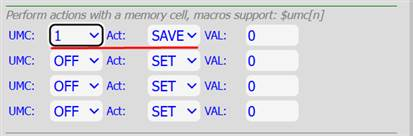 Perform actions with a memory cell, macros support: $umc[n]
UMC: 1 Act: SAVE VAL: 0
UMC: OFF Act: SET VAL: 0
UMC: OFF Act: SET VAL: 0
UMC: OFF Act: SET VAL: 0